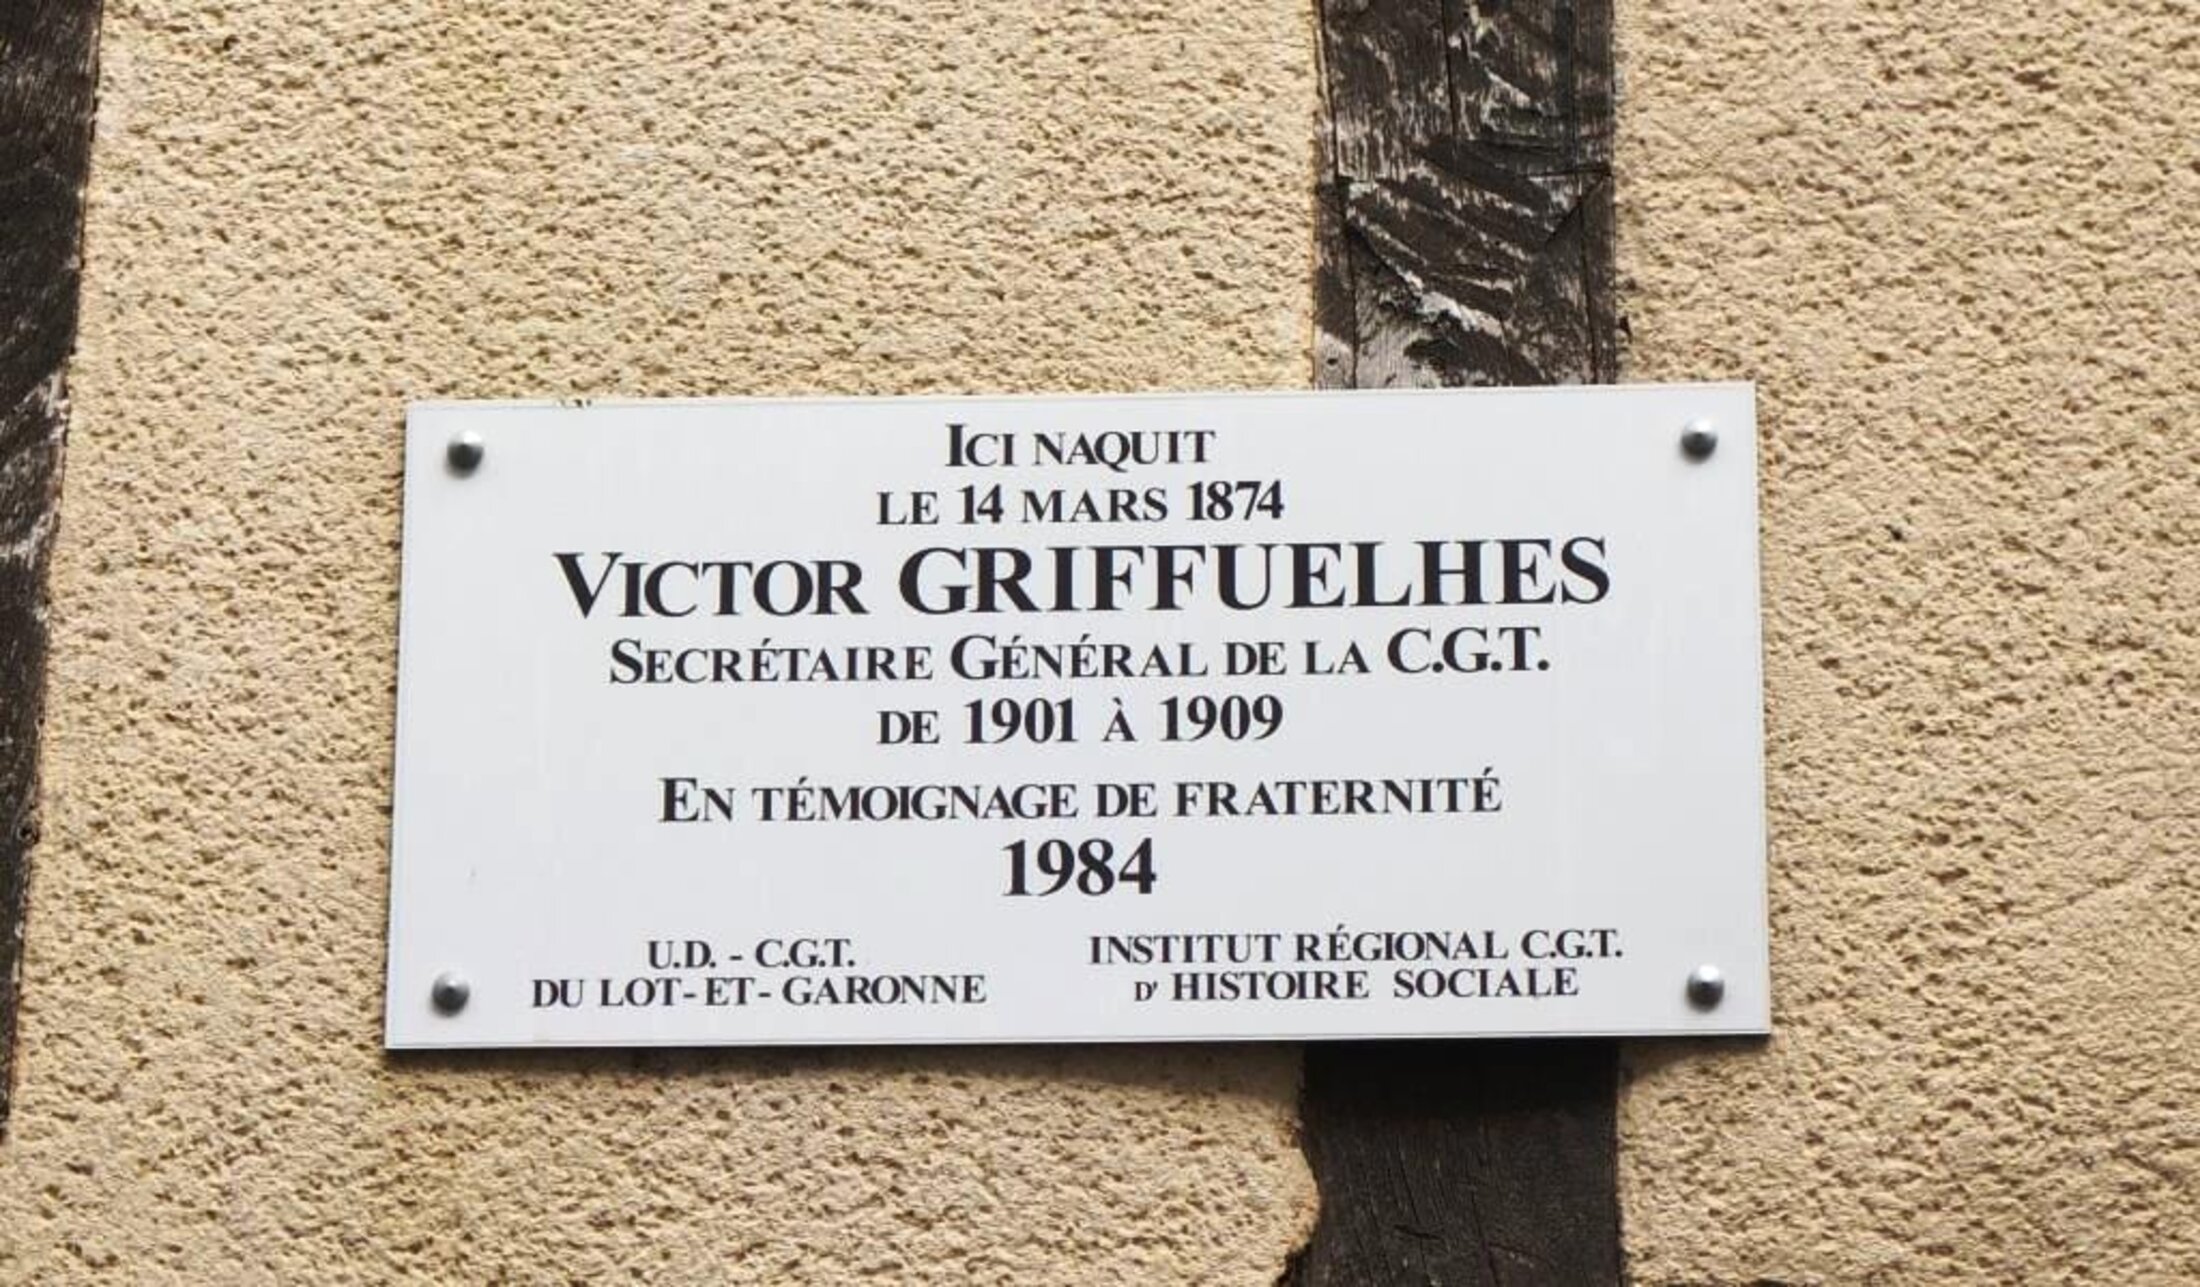 ICI NAQUIT
LE 14 MARS 1874
VICTOR GRIFFUELHES
SECRÉTAIRE GÉNÉRAL DE LA C.G.T.
DE 1901 À 1909
EN TÉMOIGNAGE DE FRATERNITÉ
1984
U.D. - C.G.T.
DU LOT-ET-GARONNE
INSTITUT RÉGIONAL C.G.T.
D' HISTOIRE SOCIALE